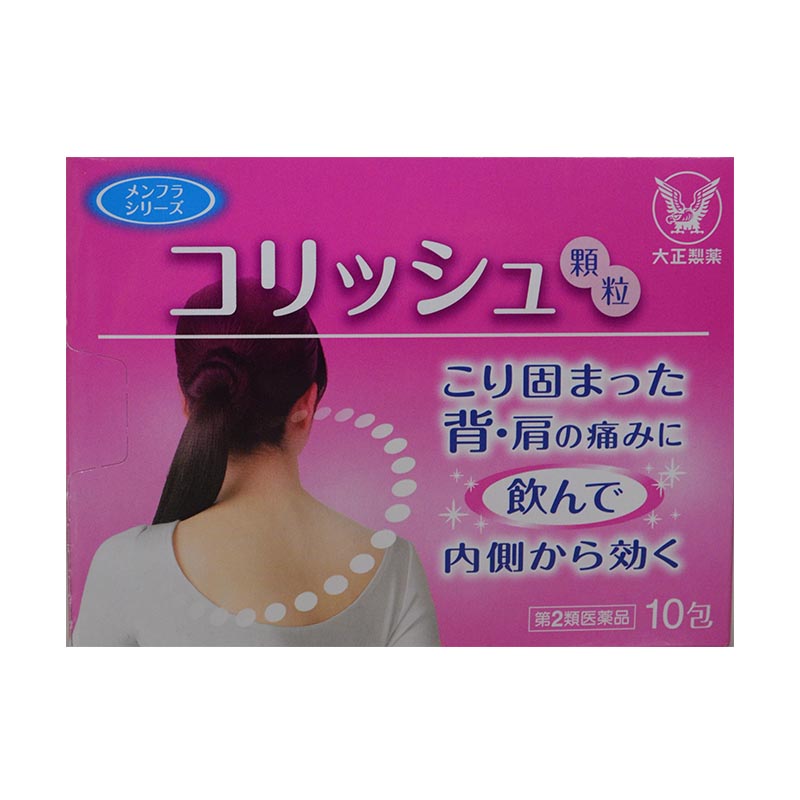 メンフラ
シリーズ
大正製薬
コリッシュ顆粒
こり固まった
背・肩の痛みに
飲んで
内側から効く
第2類医薬品 10包